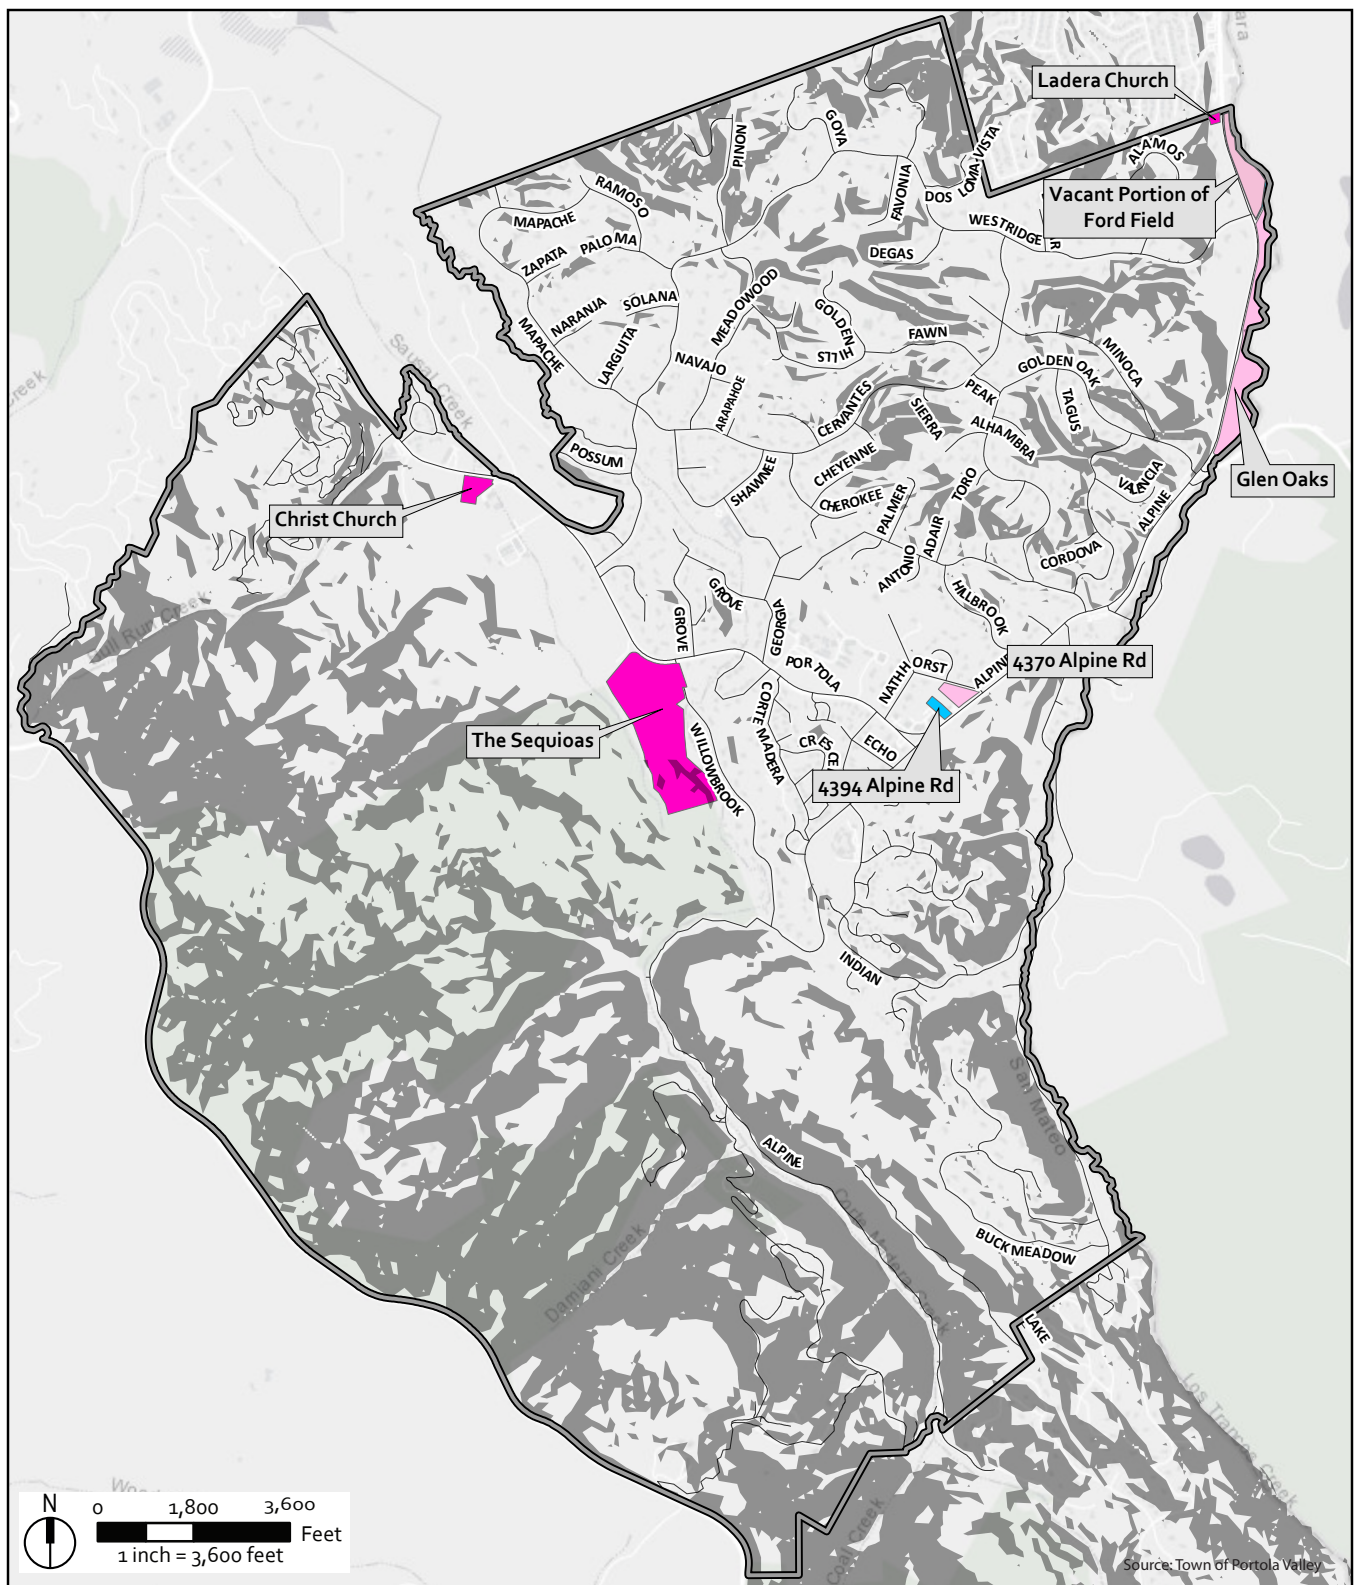 Ladera Church
Vacant Portion of
Ford Field
Glen Oaks
Christ Church
The Sequioas
4370 Alpine Rd
4394 Alpine Rd
PINON
GOYA
LOMA VISTA
ALAMOS
RAMOSO
FAVONIA
DOS
MAPACHE
WESTRIDGE
ZAPATA
PALOMA
DEGAS
MEADOWOOD
SOLANA
NARANJA
GOLDEN
HILLS
MAPACHE
LARGUITA
FAWN
MINOCA
NAVAJO
GOLDEN OAK
ARAPAHOE
CERVANTES
PEAK
TAGUS
SIERRA
ALHAMBRA
POSSUM
SHAWNEE
CHEYENNE
VALENCIA
CHEROKEE
PALMER
TORO
ALPINE
ADAIR
ANTONIO
CORDOVA
GROVE
GROVE
GEORGIA
HILLBROOK
PORTOLA
NATHHORST
ALPINE
CORTE MADERA
WILLOWBROOK
ECHO
INDIAN
ALPINE
BUCK MEADOW
LAKE
Sausal Creek
Creek
Bull Run Creek
San Mateo
Damiani Creek
Corte Madera Creek
Los Trancos Creek
Coal Creek
N
0 1,800 3,600
Feet
1 inch = 3,600 feet
Source: Town of Portola Valley